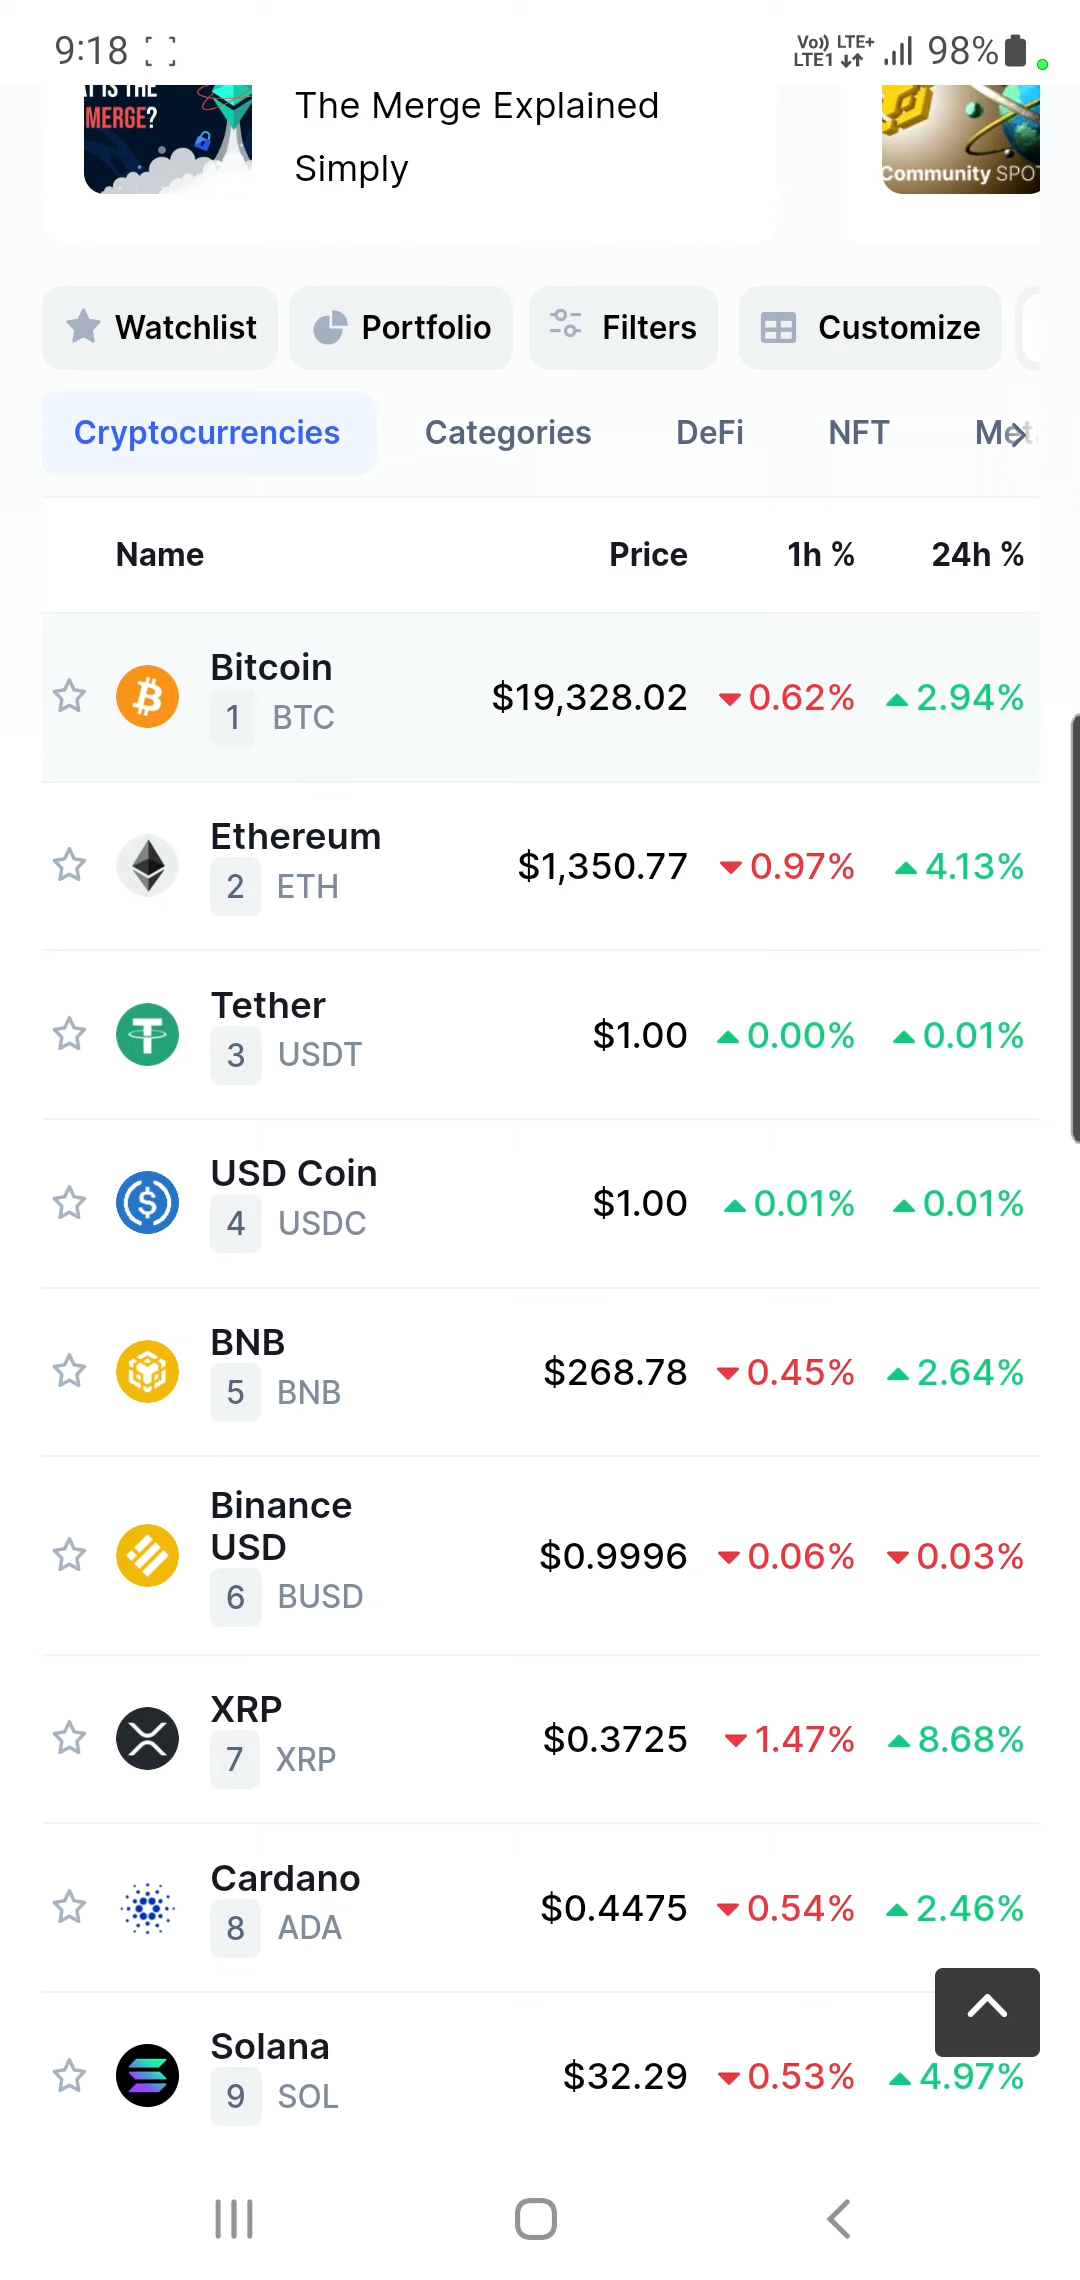 9:18 Vo)) LTE+ LTE1 98%
MERGE?
The Merge Explained
Simply
Community SPO
Watchlist Portfolio Filters Customize
Cryptocurrencies Categories DeFi NFT Met
Name Price 1h % 24h %
Bitcoin
1 BTC $19,328.02 0.62% 2.94%
Ethereum
2 ETH $1,350.77 0.97% 4.13%
Tether
3 USDT $1.00 0.00% 0.01%
USD Coin
4 USDC $1.00 0.01% 0.01%
BNB
5 BNB $268.78 0.45% 2.64%
Binance
USD
6 BUSD $0.9996 0.06% 0.03%
XRP
7 XRP $0.3725 1.47% 8.68%
Cardano
8 ADA $0.4475 0.54% 2.46%
Solana
9 SOL $32.29 0.53% 4.97%